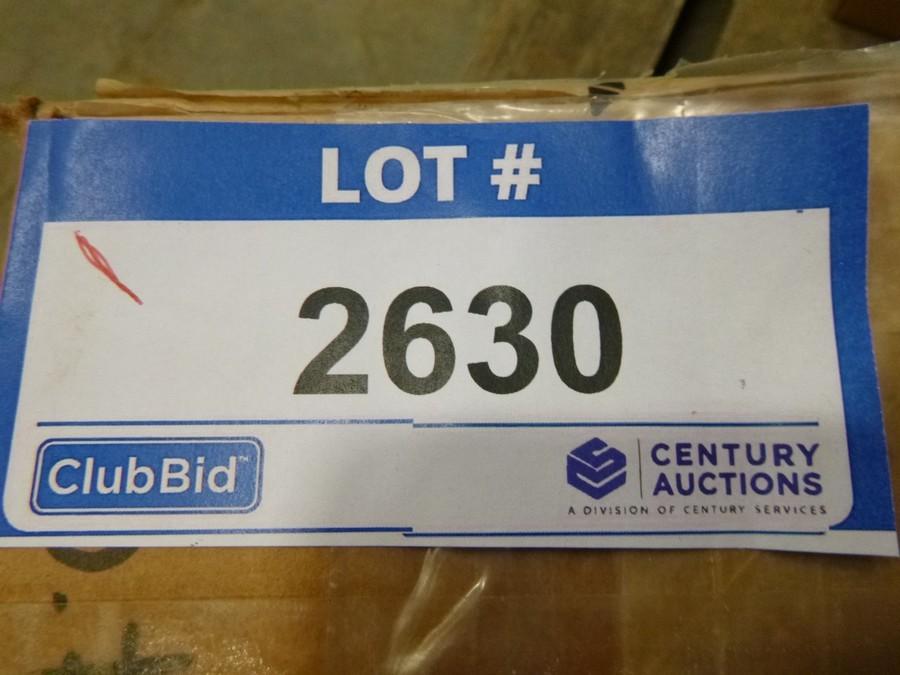 LOT #
2630
ClubBid™
CENTURY
AUCTIONS
A DIVISION OF CENTURY SERVICES